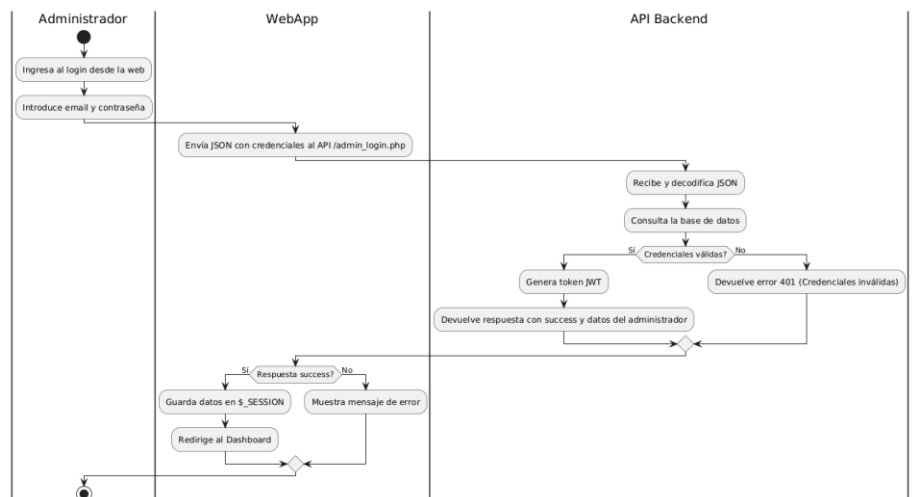 Administrador
WebApp
API Backend
Ingresa al login desde la web
Introduce email y contraseña
Envía JSON con credenciales al API /admin_login.php
Recibe y decodifica JSON
Consulta la base de datos
Sí
Credenciales válidas?
No
Genera token JWT
Devuelve error 401 (Credenciales inválidas)
Devuelve respuesta con success y datos del administrador
Sí
Respuesta success?
No
Guarda datos en $_SESSION
Muestra mensaje de error
Redirige al Dashboard